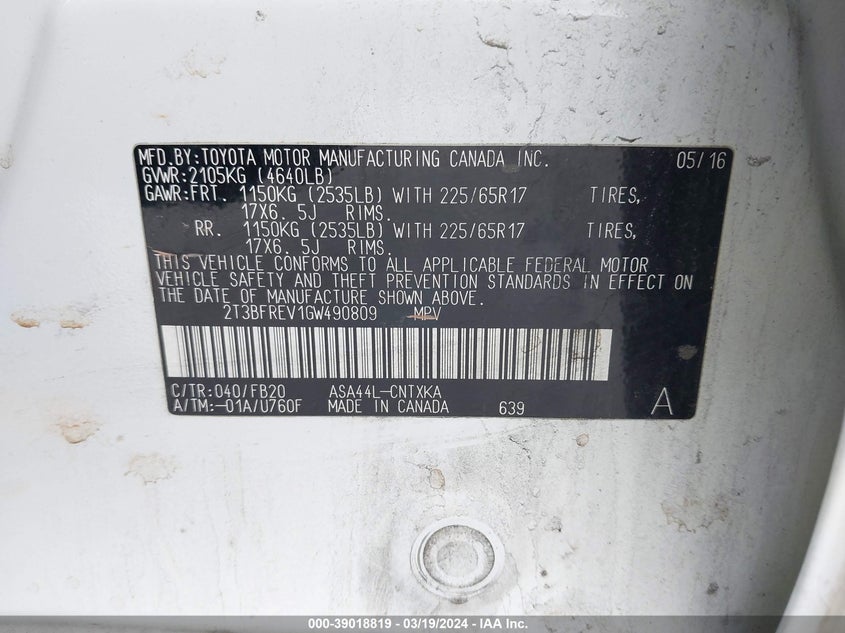 MFD.BY:TOYOTA MOTOR MANUFACTURING CANADA INC. 05/16
GVWR:2105KG (4640LB)
GAWR:FRT. 1150KG (2535LB) WITH 225/65R17 TIRES,
17X6. 5J RIMS.
RR. 1150KG (2535LB) WITH 225/65R17 TIRES,
17X6. 5J RIMS.
THIS VEHICLE CONFORMS TO ALL APPLICABLE FEDERAL MOTOR
VEHICLE SAFETY AND THEFT PREVENTION STANDARDS IN EFFECT ON
THE DATE OF MANUFACTURE SHOWN ABOVE.
2T3BFREV1GW490809 MPV
C/TR:040/FB20 ASA44L-CNTXKA
A/TM:-01A/U760F MADE IN CANADA 639 A
000-39018819 - 03/19/2024 - IAA Inc.